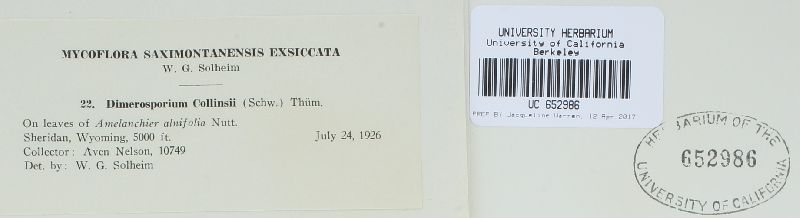 MYCOFLORA SAXIMONTANENSIS EXSICCATA
W. G. Solheim
22. Dimerosporium Collinsii (Schw.) Thüm.
On leaves of Amelanchier alnifolia Nutt.
Sheridan, Wyoming, 5000 ft. July 24, 1926
Collector: Aven Nelson, 10749
Det. by: W. G. Solheim
UNIVERSITY HERBARIUM
University of California
Berkeley
UC 652986
PREP BY Jacqueline Warren, 12 Apr 2017
HERBARIUM OF THE
652986
UNIVERSITY OF CALIFORNIA